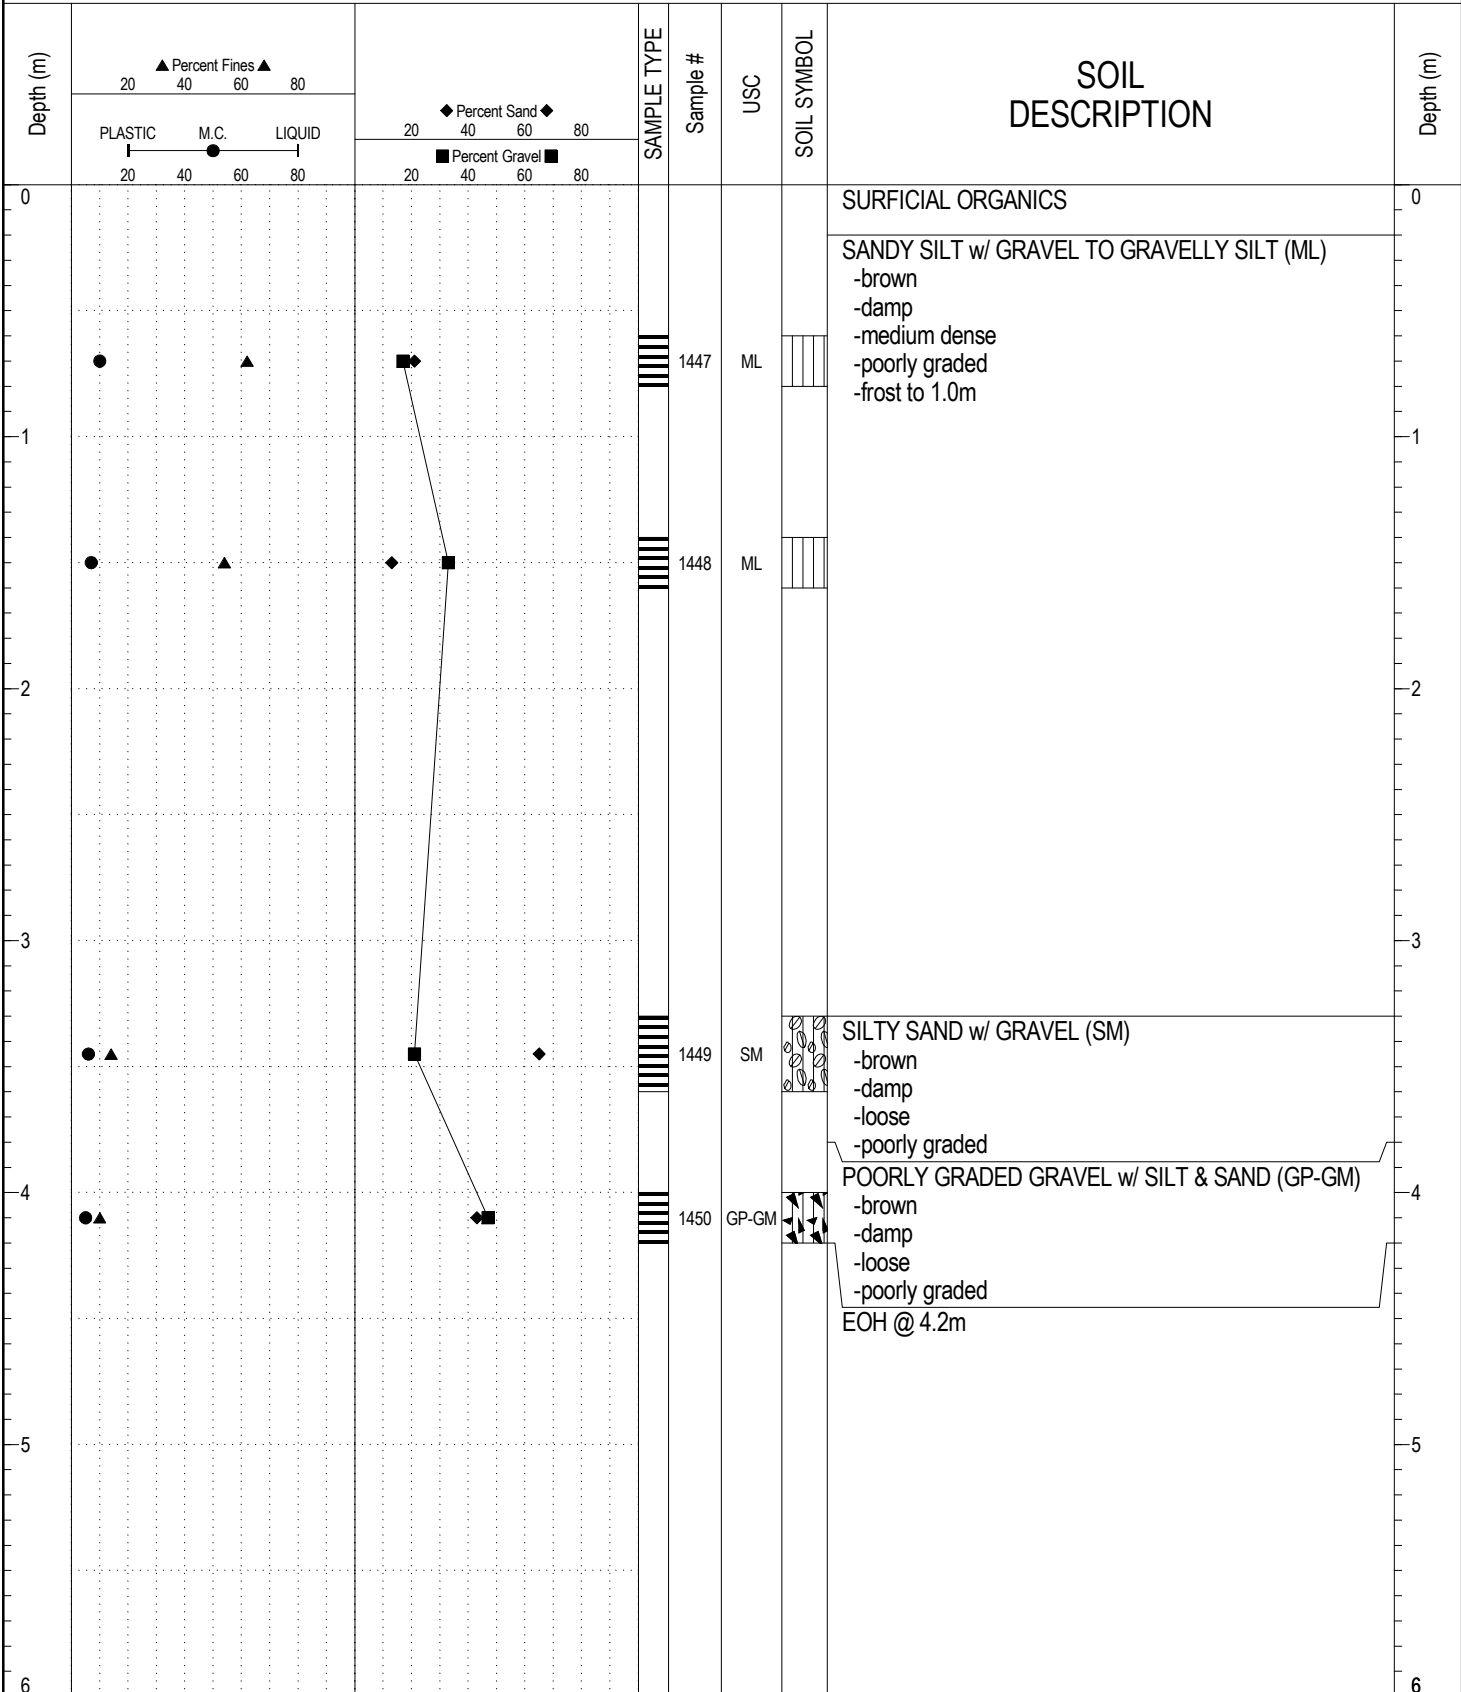 Depth (m)
▲ Percent Fines ▲
20 40 60 80
PLASTIC M.C. LIQUID
20 40 60 80
◆ Percent Sand ◆
20 40 60 80
■ Percent Gravel ■
20 40 60 80
SAMPLE TYPE
Sample #
USC
SOIL SYMBOL
SOIL
DESCRIPTION
Depth (m)
0 SURFICIAL ORGANICS 0
SANDY SILT w/ GRAVEL TO GRAVELLY SILT (ML)
-brown
-damp
-medium dense
1447 ML -poorly graded
-frost to 1.0m
1 1
1448 ML
2 2
3 3
SILTY SAND w/ GRAVEL (SM)
1449 SM -brown
-damp
-loose
-poorly graded
POORLY GRADED GRAVEL w/ SILT & SAND (GP-GM)
4 4
-brown
1450 GP-GM -damp
-loose
-poorly graded
EOH @ 4.2m
5 5
6 6